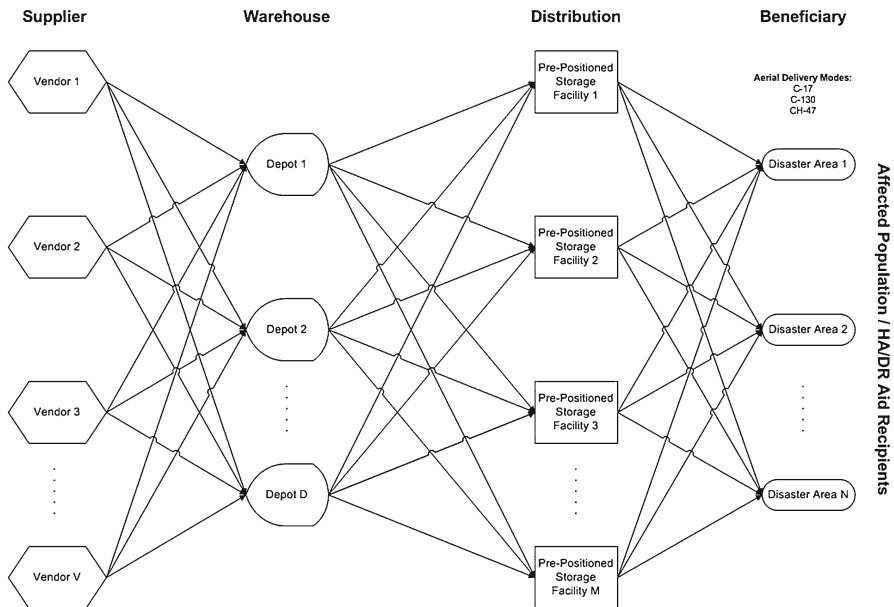 Supplier
Warehouse
Distribution
Beneficiary
Vendor 1
Vendor 2
Vendor 3
Vendor V
Depot 1
Depot 2
Depot D
Pre-Positioned
Storage
Facility 1
Pre-Positioned
Storage
Facility 2
Pre-Positioned
Storage
Facility 3
Pre-Positioned
Storage
Facility M
Aerial Delivery Modes:
C-17
C-130
CH-47
Disaster Area 1
Disaster Area 2
Disaster Area N
Affected Population / HA/DR Aid Recipients